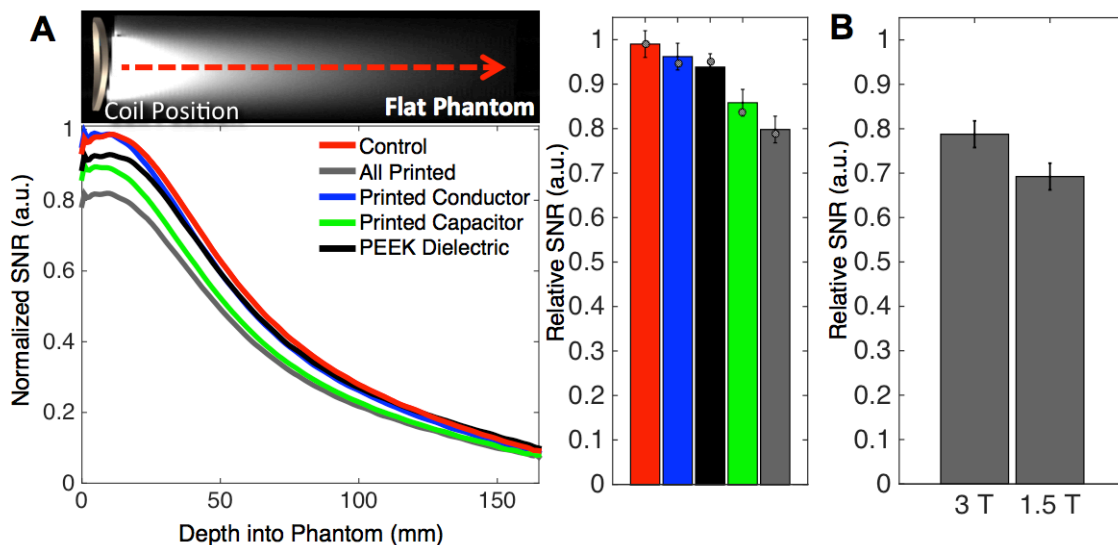 A
Coil Position
Flat Phantom
Normalized SNR (a.u.)
1
0.8
0.6
0.4
0.2
0
Control
All Printed
Printed Conductor
Printed Capacitor
PEEK Dielectric
0
50
100
150
Depth into Phantom (mm)
Relative SNR (a.u.)
1
0.9
0.8
0.7
0.6
0.5
0.4
0.3
0.2
0.1
0
B
Relative SNR (a.u.)
1
0.9
0.8
0.7
0.6
0.5
0.4
0.3
0.2
0.1
0
3 T
1.5 T